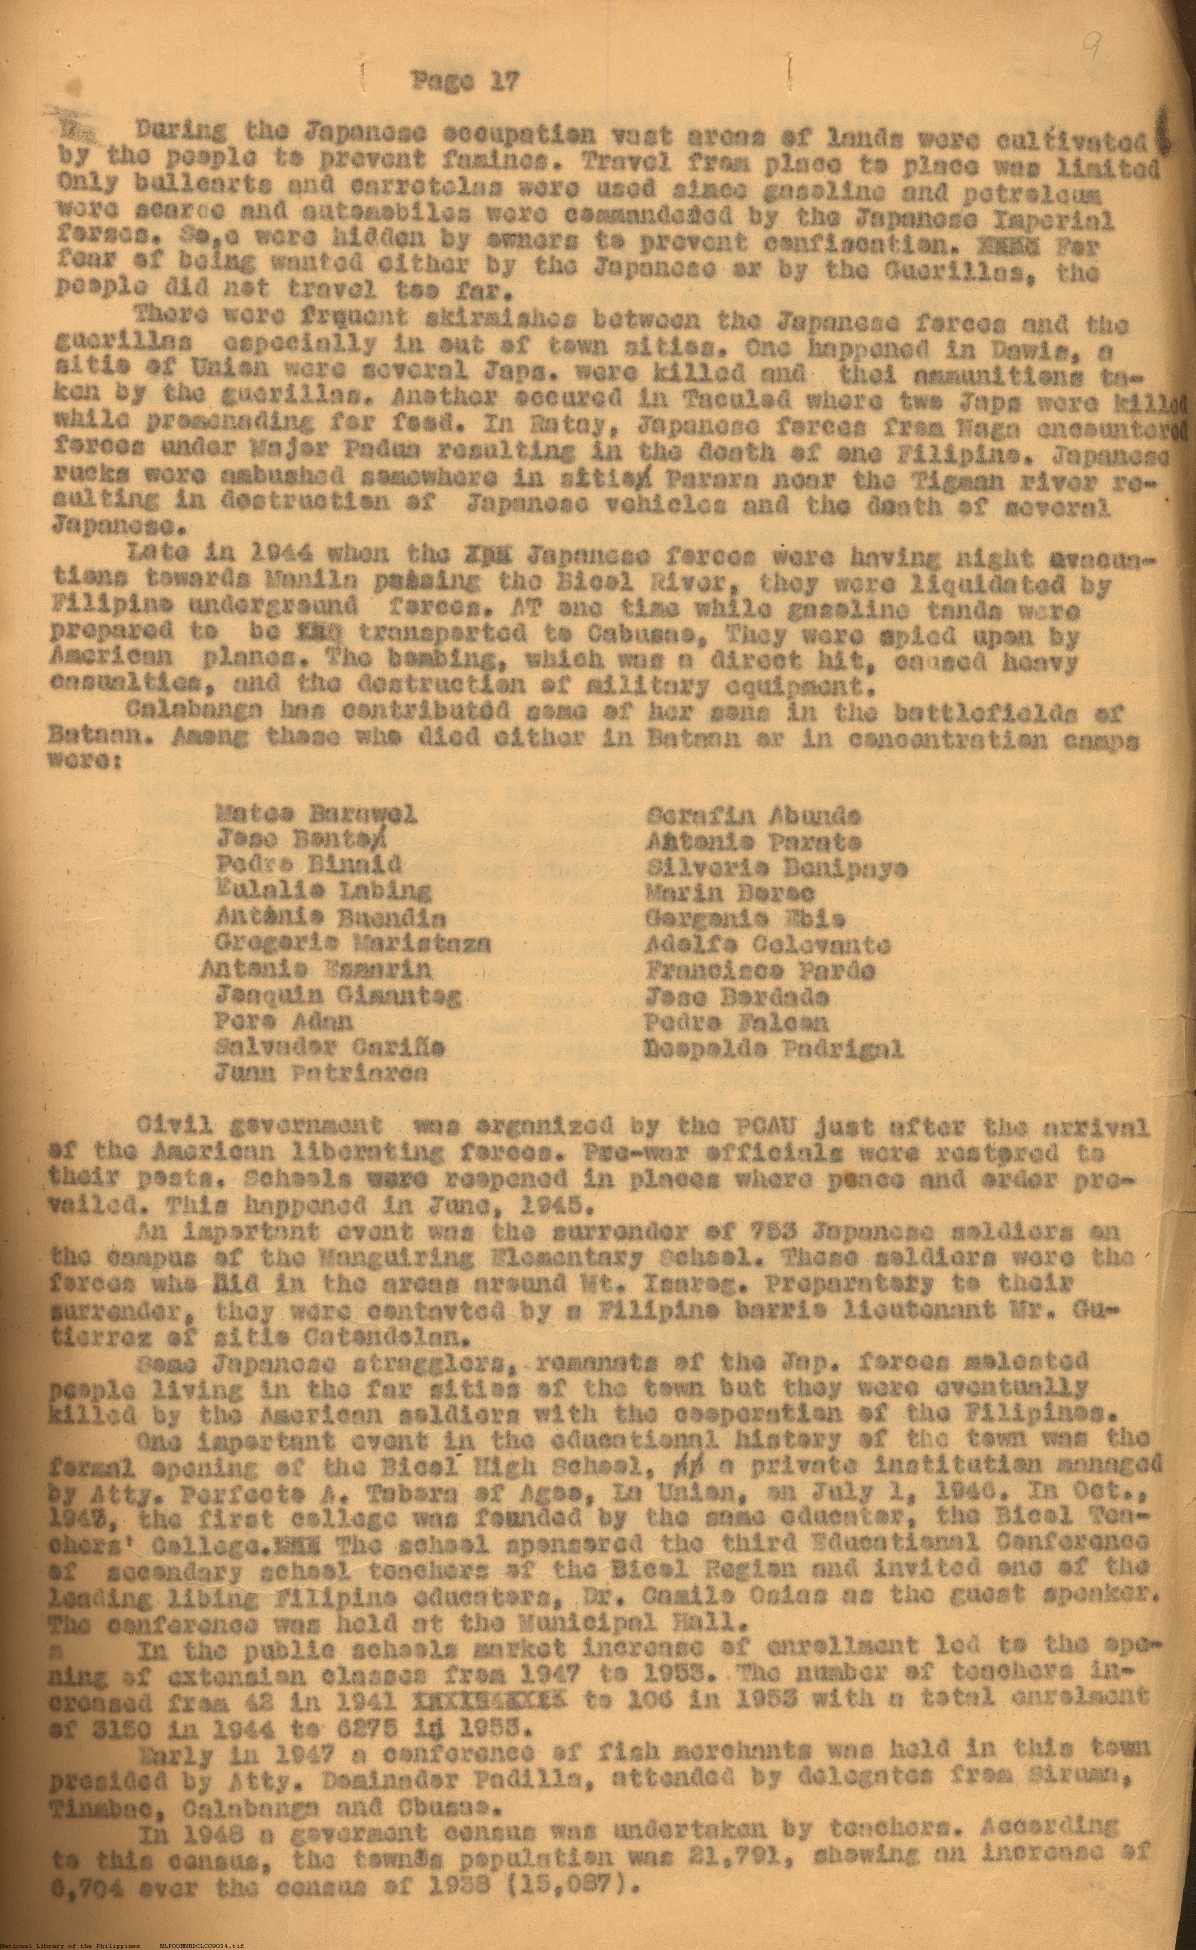 9
Page 17
During the Japanese occupation vast areas of lands were cultivated
by the people to prevent famines. Travel from place to place was limited
Only bullcarts and carretelas were used since gasoline and petroleum
were scarce and automobiles were commandeered by the Japanese Imperial
forses. So,e were hidden by owners to prevent confiscation. For
fear of being wanted either by the Japanese or by the Guerillas, the
people did not travel too far.
There were frquent skirmishes between the Japanese forces and the
guerillas especially in out of town sitios. One happened in Dawis, a
sitio of Union were several Japs. were killed and thei ammunitions ta-
ken by the guerillas. Another occured in Taculod where two Japs were killed
while promenading for food. In Ratay, Japanese forces from Naga encountered
forces under Major Padua resulting in the death of one Filipino. Japanese
rucks were ambushed somewhere in sitio Parara near the Tigman river re-
sulting in destruction of Japanese vehicles and the death of several
Japanese.
Late in 1944 when the Japanese forces were having night evacua-
tions towards Manila passing the Bicol River, they were liquidated by
Filipino underground forces. AT one time while gasoline tands were
prepared to be transported to Cabusao, They were spied upon by
American planes. The bombing, which was a direct hit, caused heavy
casualties, and the destruction of military equipment.
Calabanga has contributed some of her sons in the battlefields of
Bataan. Among those who died either in Bataan or in concentration camps
were:
Mateo Barawel Serafin Abundo
Jose Bonto Antonio Parato
Pedro Binaid Silverio Bonipayo
Eulalio Labing Marin Boroc
Antonio Buendia Gorgonio Ebio
Gregorio Maristaza Adolfo Colovante
Antonio Esmarin Francisco Pardo
Joaquin Gimantog Jose Bordado
Pero Adan Pedro Falcon
Salvador Cariño Leopoldo Padrigal
Juan Patriarca
Civil government was organized by the PCAU just after the arrival
of the American liberating forces. Pre-war officials were restored to
their posts. Schools were reopened in places where peace and order pre-
vailed. This happened in June, 1945.
An important event was the surrender of 753 Japanese soldiers on
the campus of the Manguiring Elementary School. These soldiers were the
forces who hid in the areas around Mt. Isarog. Preparatory to their
surrender, they were contavted by a Filipino barrio lieutenant Mr. Gu-
tierrez of sitio Catandolan.
Some Japanese stragglers, remanats of the Jap. forces molested
people living in the far sitios of the town but they were eventually
killed by the American soldiers with the cooperation of the Filipinos.
One important event in the educational history of the town was the
formal opening of the Bicol High School, a private institution managed
by Atty. Perfecto A. Tabora of Agoo, La Union, on July 1, 1946. In Oct.,
1947, the first college was founded by the same educator, the Bicol Tea-
chers' College. The school sponsored the third Educational Conference
of secondary school teachers of the Bicol Region and invited one of the
leading libing Filipino educators, Dr. Camilo Osias as the guest speaker.
The conference was held at the Municipal Hall.
In the public schools market increase of enrollment led to the ope-
ning of extension classes from 1947 to 1953. The number of teachers in-
creased from 42 in 1941 to 106 in 1953 with a total enrolment
of 3150 in 1944 to 6275 in 1953.
Early in 1947 a conference of fish merchants was held in this town
presided by Atty. Dominador Padilla, attended by delegates from Siruma,
Tinambac, Calabanga and Cbusao.
In 1948 a goverment census was undertaken by teachers. According
to this census, the town's population was 21,791, showing an increase of
6,704 over the census of 1938 (15,087).
National Library of the Philippines